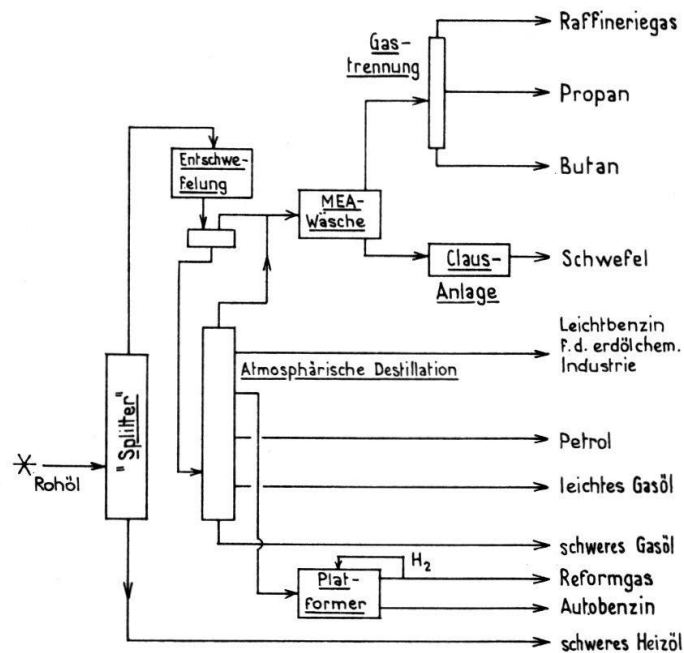 Raffineriegas
Gas-
trennung
Propan
Butan
Entschwe-
felung
MEA-
Wäsche
Claus-
Anlage
Schwefel
Leichtbenzin
f.d. erdölchem.
Industrie
Atmosphärische Destillation
"Splitter"
Petrol
Rohöl
leichtes Gasöl
schweres Gasöl
H2
Plat-
former
Reformgas
Autobenzin
schweres Heizöl